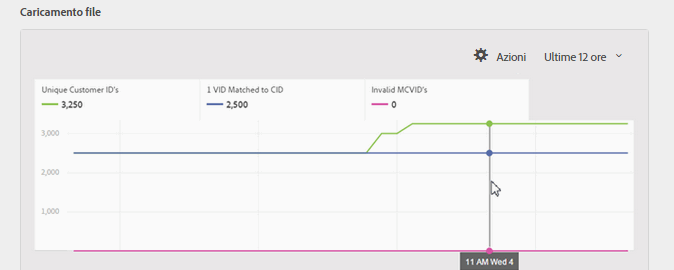 Caricamento file
Azioni Ultime 12 ore
Unique Customer ID's 1 VID Matched to CID Invalid MCVID's
3,250 2,500 0
3,000
2,000
1,000
11 AM Wed 4